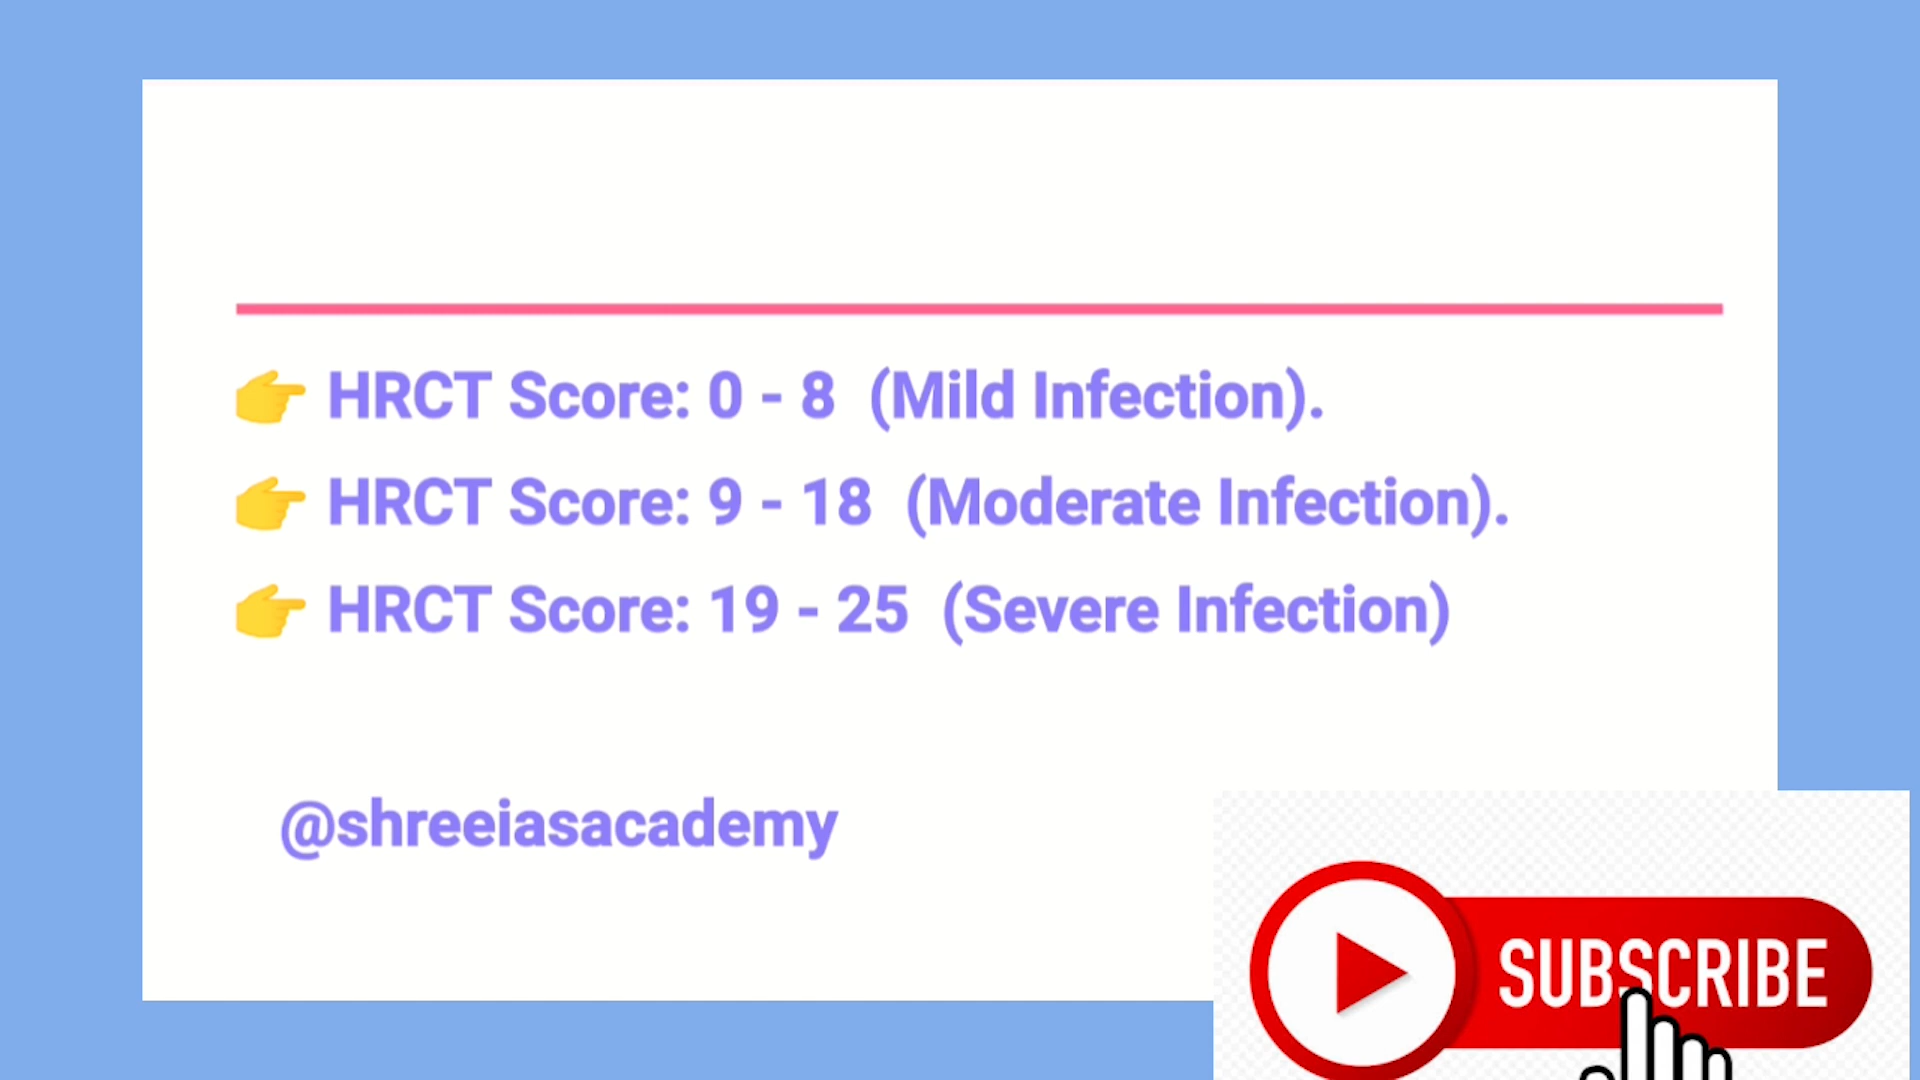 👉 HRCT Score: 0 - 8 (Mild Infection).
👉 HRCT Score: 9 - 18 (Moderate Infection).
👉 HRCT Score: 19 - 25 (Severe Infection)
@shreeiasacademy
SUBSCRIBE